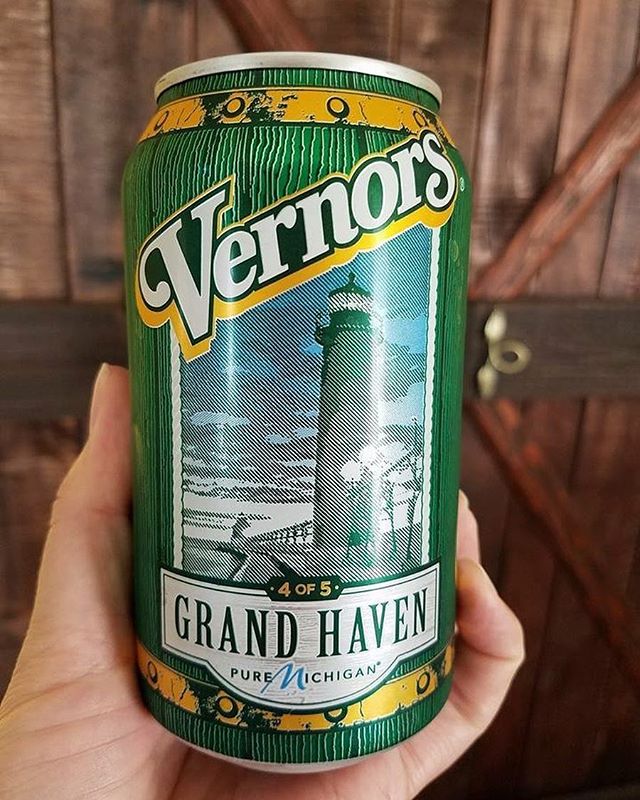 Vernors®
·4 OF 5·
GRAND HAVEN
PURE MICHIGAN®